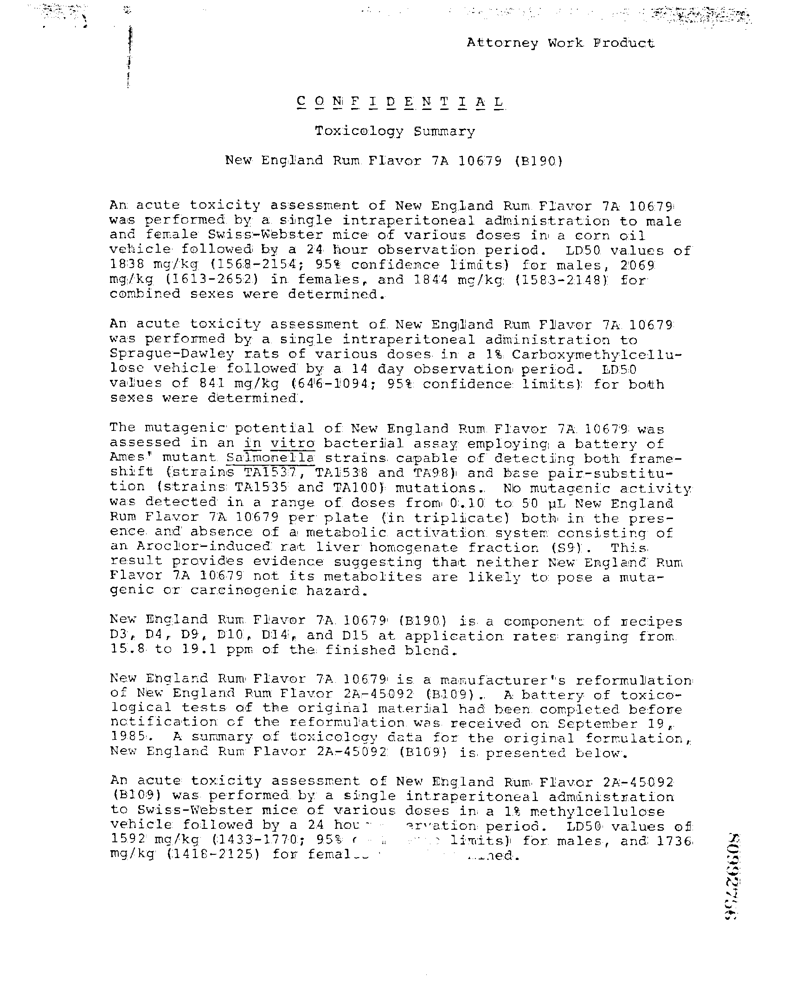 Attorney Work Product
C O N F I D E N T I A L
Toxicology Summary
New England Rum Flavor 7A 10679 (B190)
An acute toxicity assessment of New England Rum Flavor 7A 10679
was performed by a single intraperitoneal administration to male
and female Swiss-Webster mice of various doses in a corn oil
vehicle followed by a 24 hour observation period. LD50 values of
1838 mg/kg (1568-2154; 95% confidence limits) for males, 2069
mg/kg (1613-2652) in females, and 1844 mg/kg (1583-2148) for
combined sexes were determined.
An acute toxicity assessment of New England Rum Flavor 7A 10679
was performed by a single intraperitoneal administration to
Sprague-Dawley rats of various doses in a 1% Carboxymethylcellu-
lose vehicle followed by a 14 day observation period. LD50
values of 841 mg/kg (646-1094; 95% confidence limits) for both
sexes were determined.
The mutagenic potential of New England Rum Flavor 7A 10679 was
assessed in an in vitro bacterial assay employing a battery of
Ames' mutant Salmonella strains capable of detecting both frame-
shift (strains TA1537, TA1538 and TA98) and base pair-substitu-
tion (strains TA1535 and TA100) mutations. No mutagenic activity
was detected in a range of doses from 0.10 to 50 µL New England
Rum Flavor 7A 10679 per plate (in triplicate) both in the pres-
ence and absence of a metabolic activation system consisting of
an Aroclor-induced rat liver homogenate fraction (S9). This
result provides evidence suggesting that neither New England Rum
Flavor 7A 10679 not its metabolites are likely to pose a muta-
genic or carcinogenic hazard.
New England Rum Flavor 7A 10679 (B190) is a component of recipes
D3, D4, D9, D10, D14, and D15 at application rates ranging from
15.8 to 19.1 ppm of the finished blend.
New England Rum Flavor 7A 10679 is a manufacturer's reformulation
of New England Rum Flavor 2A-45092 (B109). A battery of toxico-
logical tests of the original material had been completed before
notification of the reformulation was received on September 19,
1985. A summary of toxicology data for the original formulation,
New England Rum Flavor 2A-45092 (B109) is presented below.
An acute toxicity assessment of New England Rum Flavor 2A-45092
(B109) was performed by a single intraperitoneal administration
to Swiss-Webster mice of various doses in a 1% methylcellulose
vehicle followed by a 24 period. LD50 values of
1592 mg/kg (1433-1770; 95% limits) for males, and 1736
mg/kg (1418-2125) for
80992756